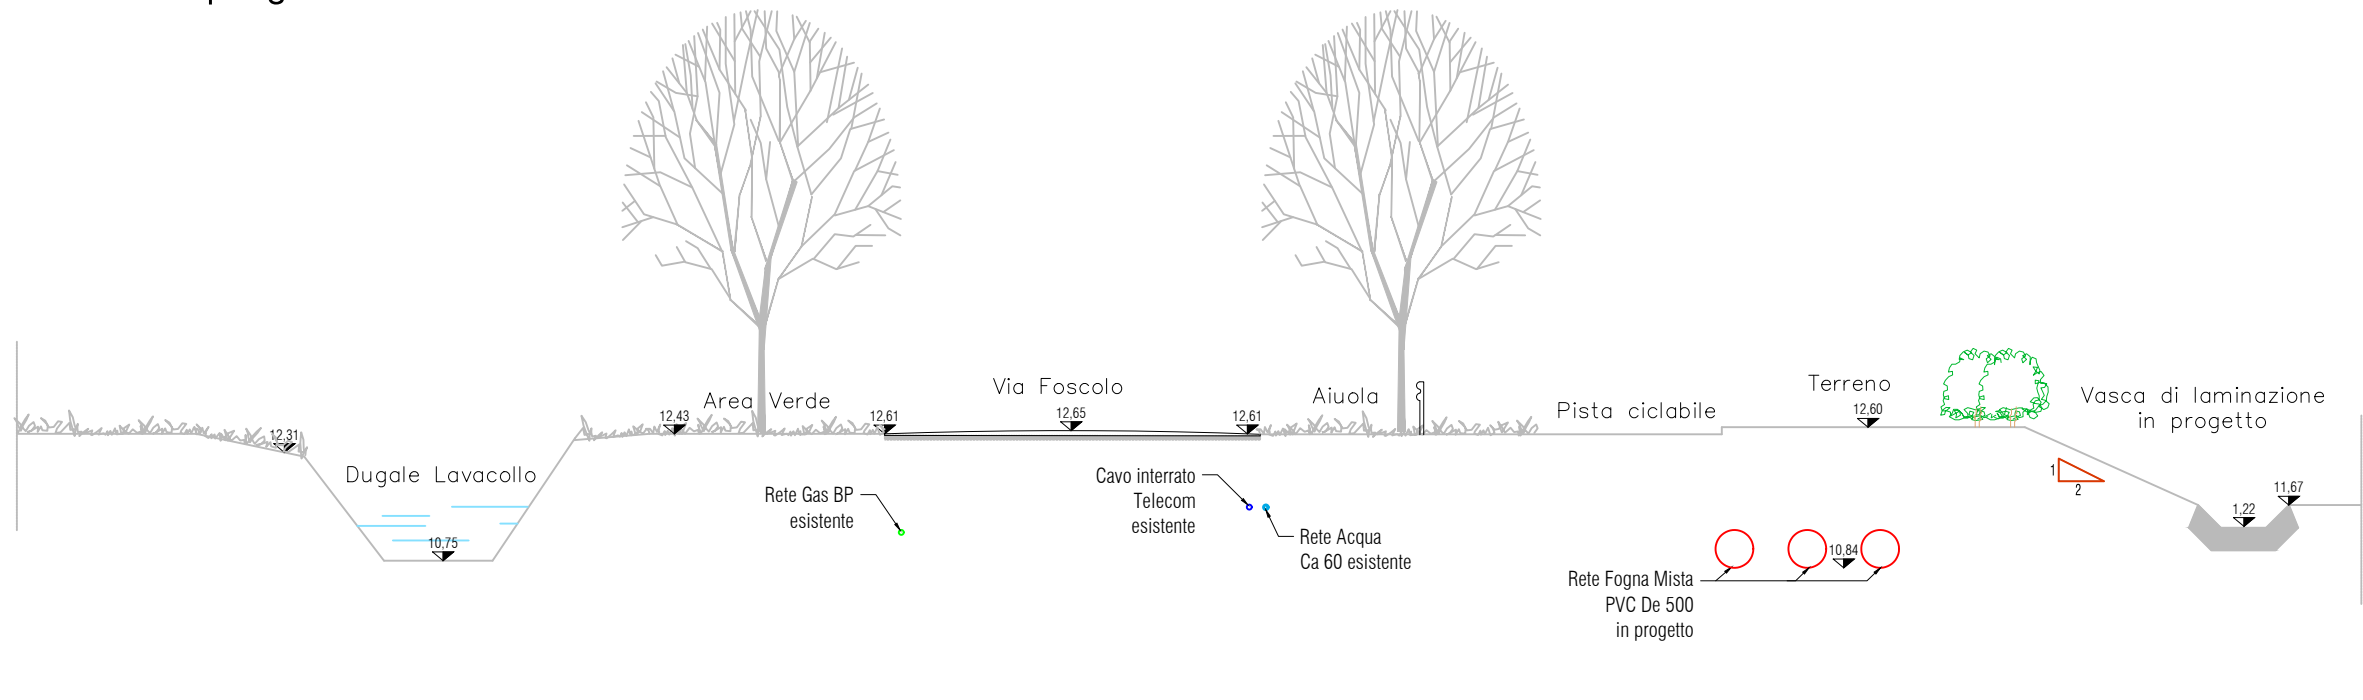 Via Foscolo
Terreno
Area Verde
Aiuola
Vasca di laminazione
in progetto
Pista ciclabile
12,31
12,43
12,61
12,65
12,61
12,60
Dugale Lavacollo
10,75
Rete Gas BP
esistente
Cavo interrato
Telecom
esistente
Rete Acqua
Ca 60 esistente
1
2
11,67
1,22
10,84
Rete Fogna Mista
PVC De 500
in progetto